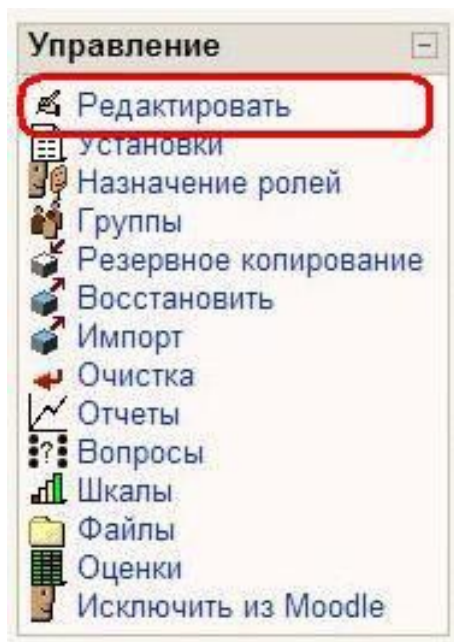 Управление
Редактировать
Установки
Назначение ролей
Группы
Резервное копирование
Восстановить
Импорт
Очистка
Отчеты
Вопросы
Шкалы
Файлы
Оценки
Исключить из Moodle